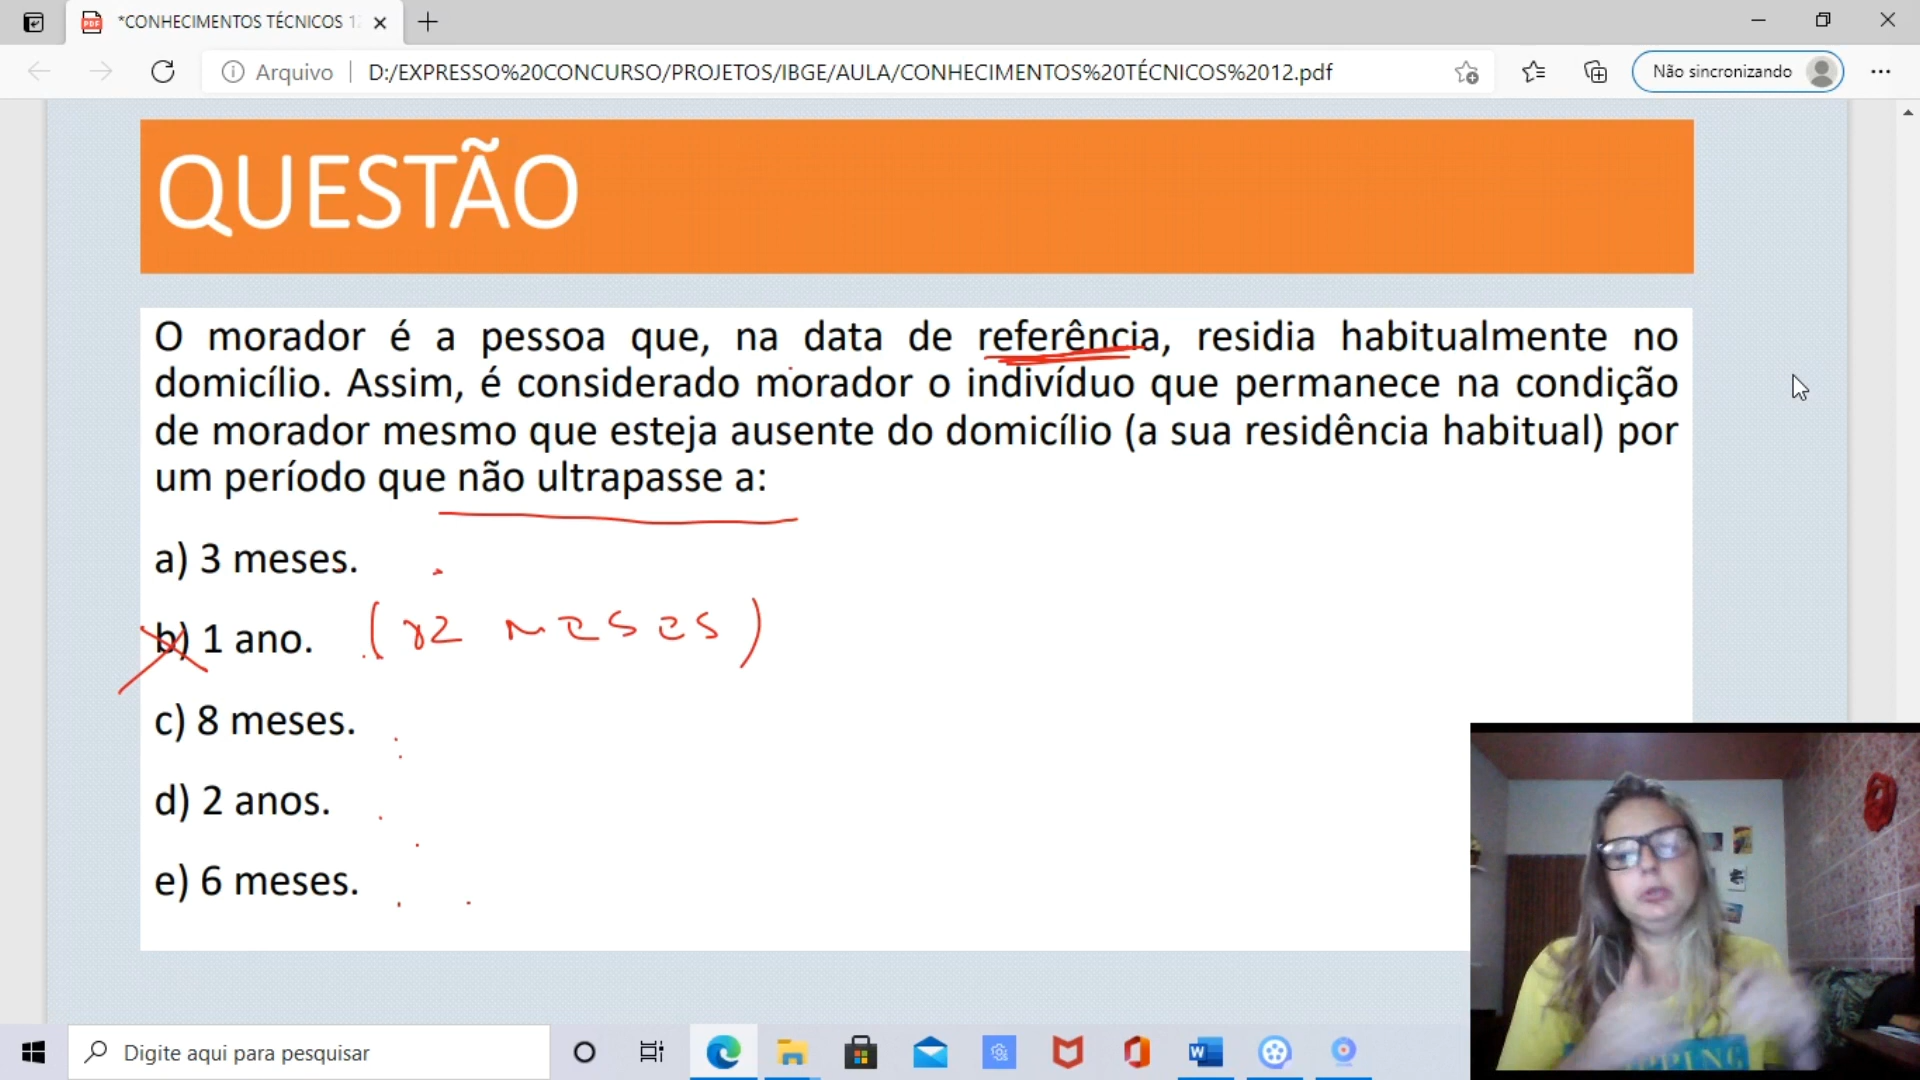 *CONHECIMENTOS TÉCNICOS 12
Arquivo
D:/EXPRESSO%20CONCURSO/PROJETOS/IBGE/AULA/CONHECIMENTOS%20TÉCNICOS%2012.pdf
Não sincronizando
QUESTÃO
O morador é a pessoa que, na data de referência, residia habitualmente no
domicílio. Assim, é considerado morador o indivíduo que permanece na condição
de morador mesmo que esteja ausente do domicílio (a sua residência habitual) por
um período que não ultrapasse a:
a) 3 meses.
b) 1 ano. (12 MESES)
c) 8 meses.
d) 2 anos.
e) 6 meses.
Digite aqui para pesquisar